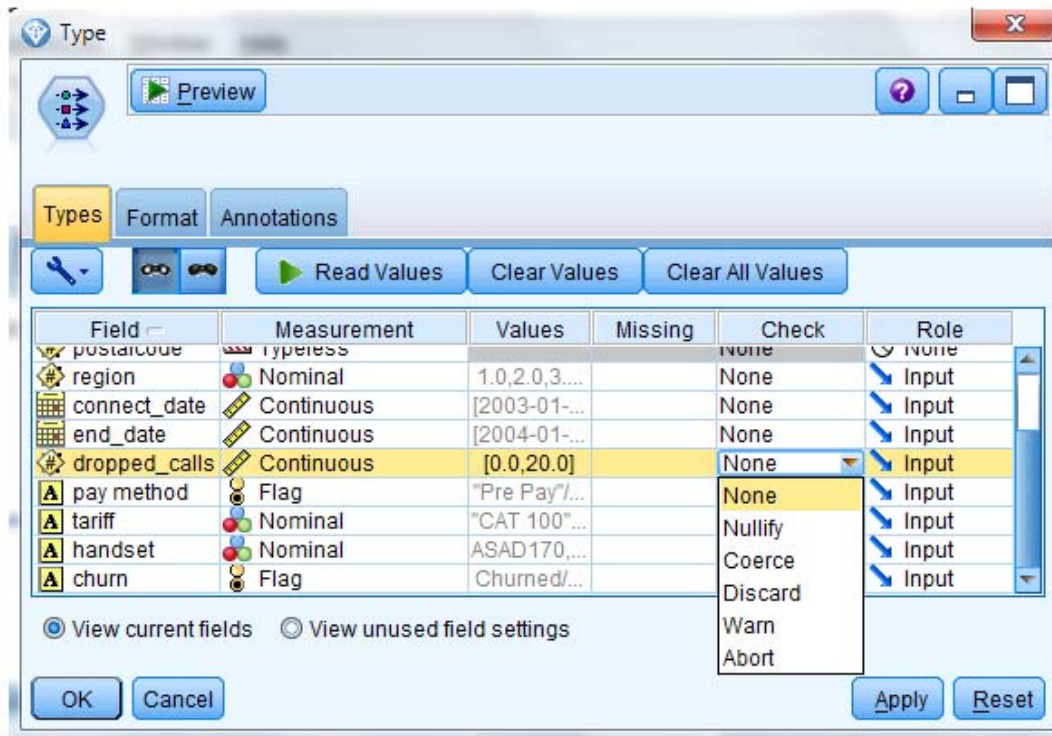 Type
Preview
Types Format Annotations
Read Values Clear Values Clear All Values
Field Measurement Values Missing Check Role
postalcode Typeless None None
region Nominal 1.0,2.0,3.... None Input
connect_date Continuous [2003-01-... None Input
end_date Continuous [2004-01-... None Input
dropped_calls Continuous [0.0,20.0] None Input
pay method Flag "Pre Pay"/... None Input
tariff Nominal "CAT 100"... Nullify Input
handset Nominal ASAD170,... Coerce Input
churn Flag Churned/... Discard Input
View current fields View unused field settings Warn
Abort
OK Cancel Apply Reset